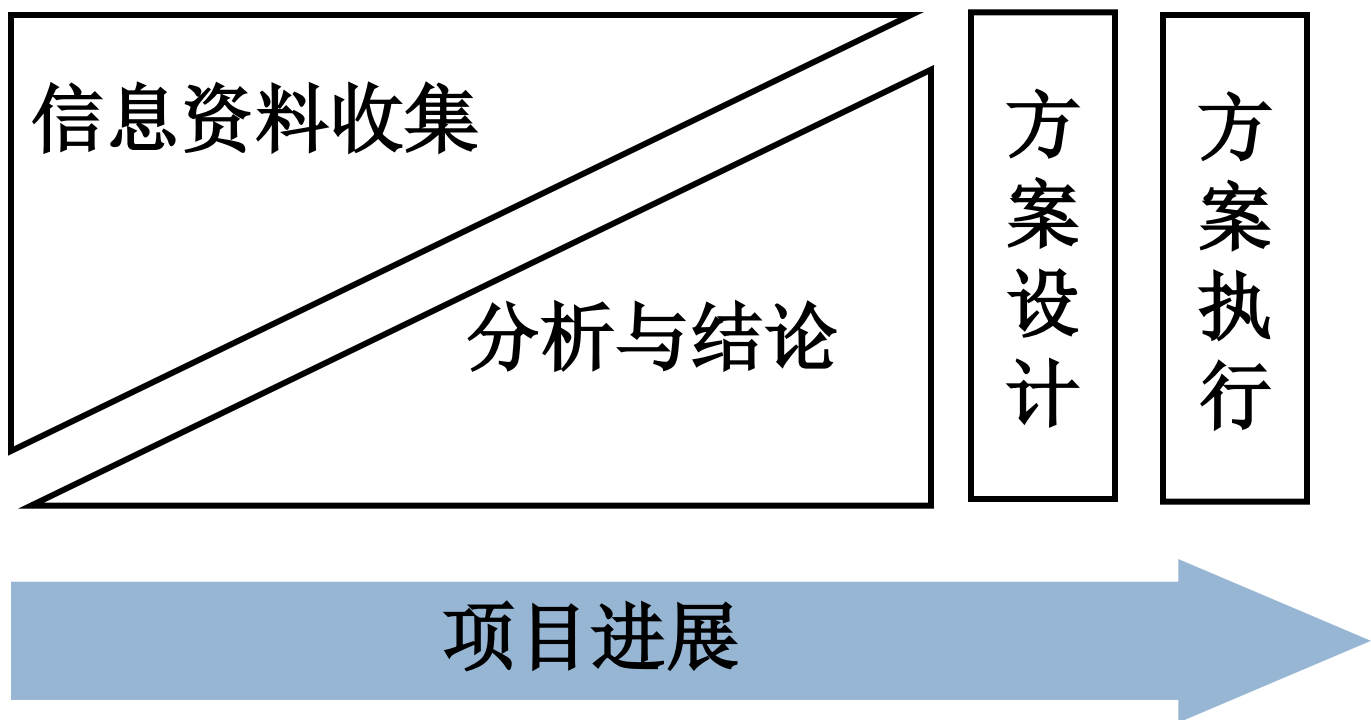 信息资料收集
分析与结论
方案设计
方案执行
项目进展